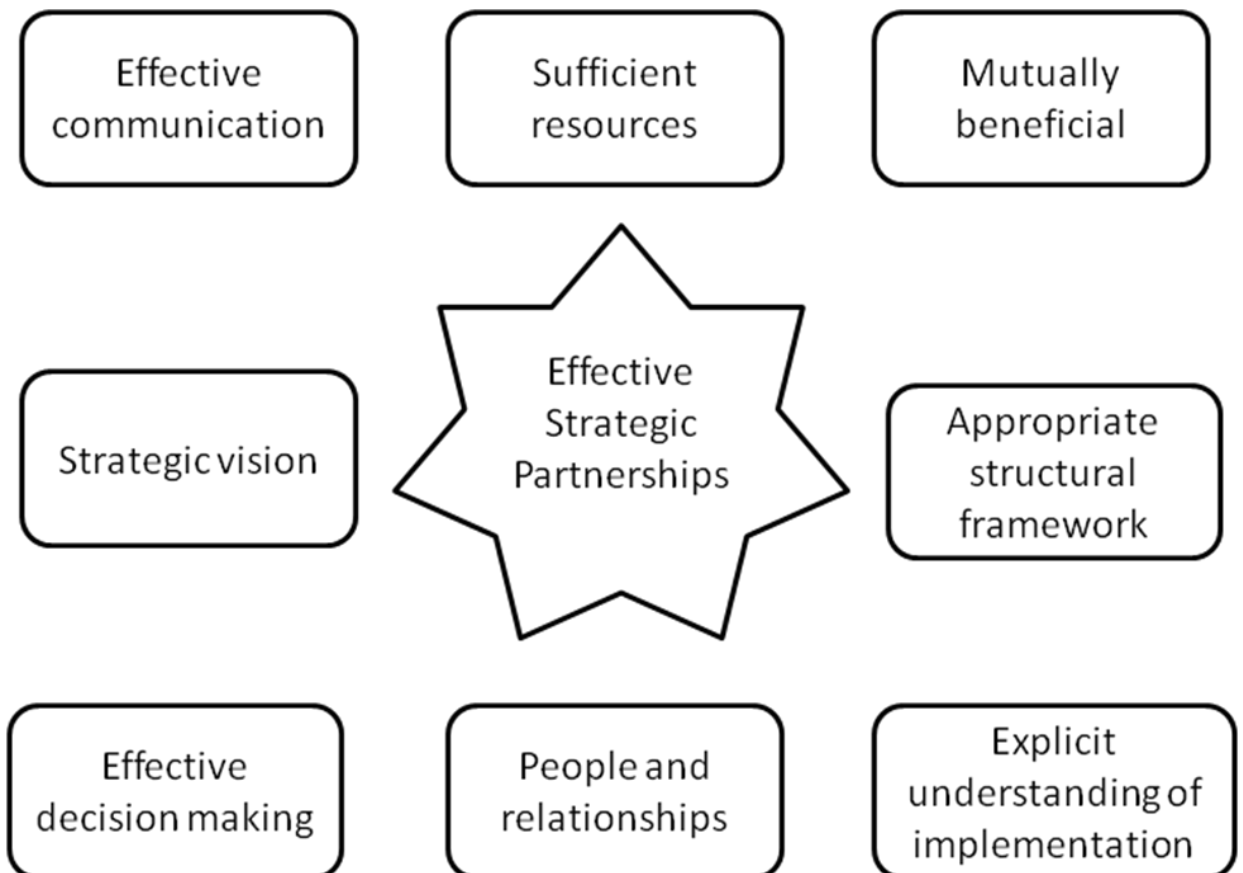 Effective
communication
Sufficient
resources
Mutually
beneficial
Effective
Strategic
Partnerships
Strategic vision
Appropriate
structural
framework
Effective
decision making
People and
relationships
Explicit
understanding of
implementation